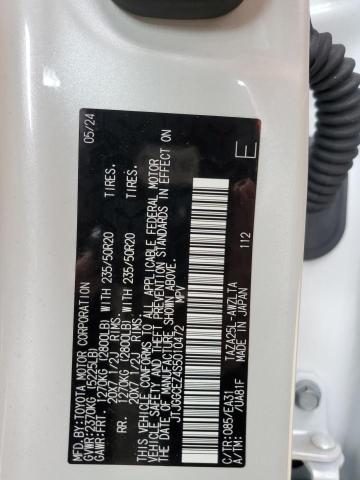 MFD.BY:TOYOTA MOTOR CORPORATION 05/24
GVWR:2370KG(5225LB)
GAWR:FRT. 1270KG(2800LB) WITH 235/50R20 TIRES,
20X7 1/2J RIMS,
RR. 1270KG(2800LB) WITH 235/50R20 TIRES,
20X7 1/2J RIMS.
THIS VEHICLE CONFORMS TO ALL APPLICABLE FEDERAL MOTOR
VEHICLE SAFETY AND THEFT PREVENTION STANDARDS IN EFFECT ON
THE DATE OF MANUFACTURE SHOWN ABOVE.
JTJGGGEZ4S5010472 MPV
E
C/TR:085/EA31 TAZA25L-AWZLTA 112
A/TM: /UA81F MADE IN JAPAN